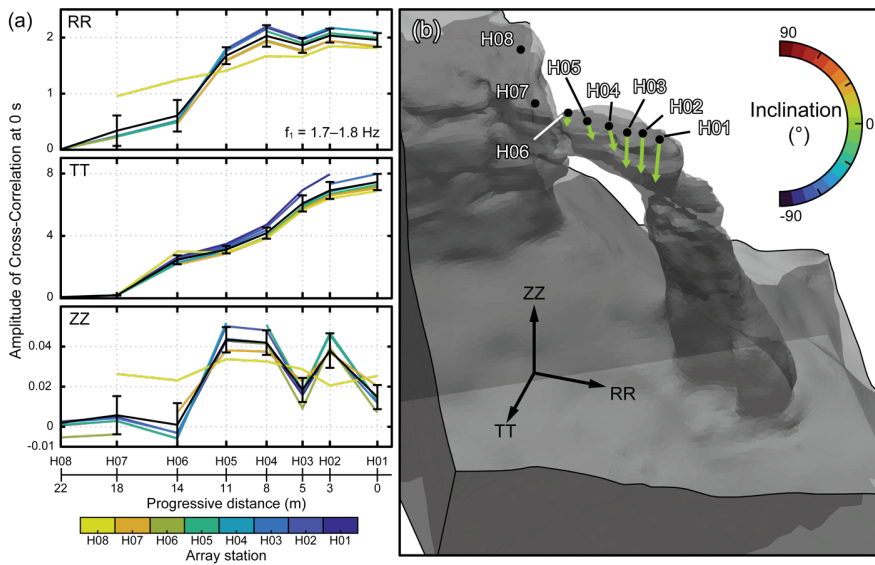 (a)
RR
2
1
0
f₁ = 1.7–1.8 Hz
TT
8
4
0
ZZ
0.04
0.02
0
-0.01
Amplitude of Cross-Correlation at 0 s
H08 H07 H06 H05 H04 H03 H02 H01
22 18 14 11 8 5 3 0
Progressive distance (m)
H08 H07 H06 H05 H04 H03 H02 H01
Array station
(b)
H08
H07
H05
H04
H03
H02
H01
H06
90
Inclination
(°)
0
-90
ZZ
RR
TT